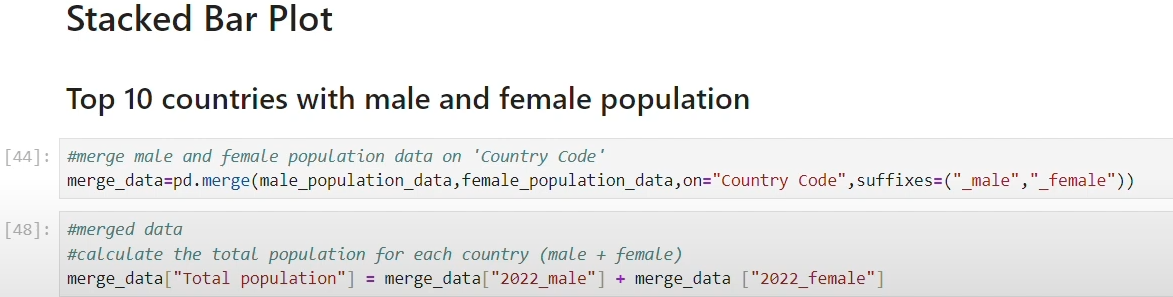 Stacked Bar Plot
Top 10 countries with male and female population
[44]: #merge male and female population data on 'Country Code'
merge_data=pd.merge(male_population_data,female_population_data,on="Country Code",suffixes=("_male","_female"))
[48]: #merged data
#calculate the total population for each country (male + female)
merge_data["Total population"] = merge_data["2022_male"] + merge_data ["2022_female"]